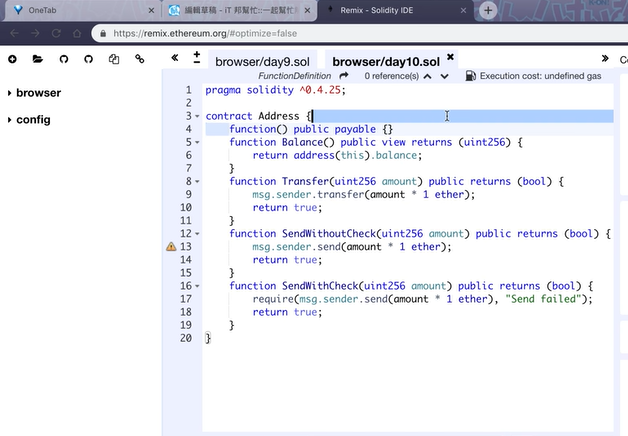 OneTab
編輯草稿 - iT 邦幫忙::一起幫忙
Remix - Solidity IDE
https://remix.ethereum.org/#optimize=false
browser/day9.sol
browser/day10.sol
FunctionDefinition
0 reference(s)
Execution cost: undefined gas
browser
config
1 pragma solidity ^0.4.25;
2
3 contract Address {
4 function() public payable {}
5 function Balance() public view returns (uint256) {
6 return address(this).balance;
7 }
8 function Transfer(uint256 amount) public returns (bool) {
9 msg.sender.transfer(amount * 1 ether);
10 return true;
11 }
12 function SendWithoutCheck(uint256 amount) public returns (bool) {
13 msg.sender.send(amount * 1 ether);
14 return true;
15 }
16 function SendWithCheck(uint256 amount) public returns (bool) {
17 require(msg.sender.send(amount * 1 ether), "Send failed");
18 return true;
19 }
20 }